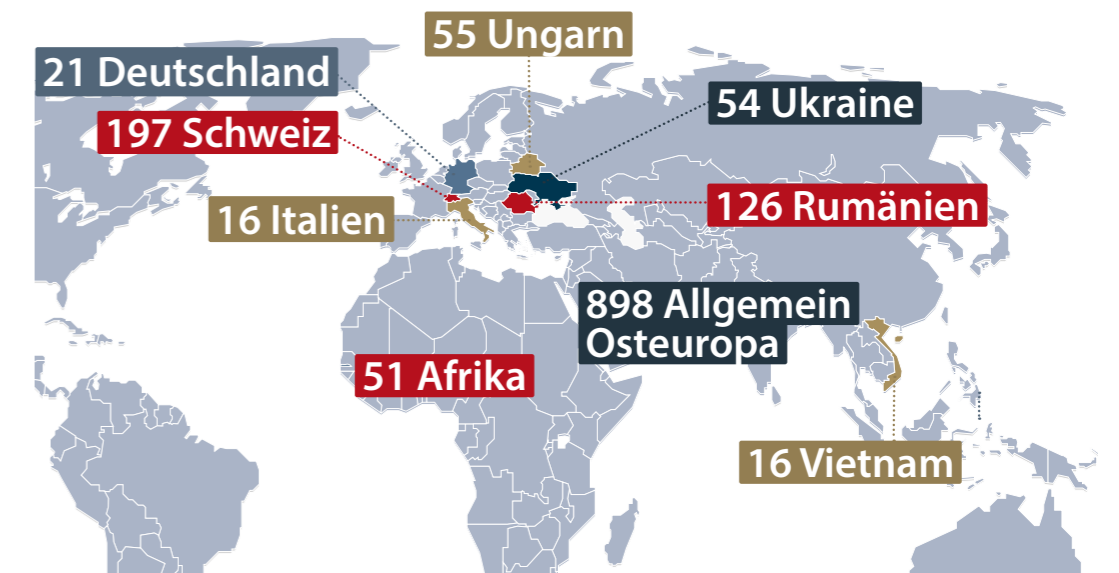 55 Ungarn
21 Deutschland
54 Ukraine
197 Schweiz
126 Rumänien
16 Italien
898 Allgemein
Osteuropa
51 Afrika
16 Vietnam